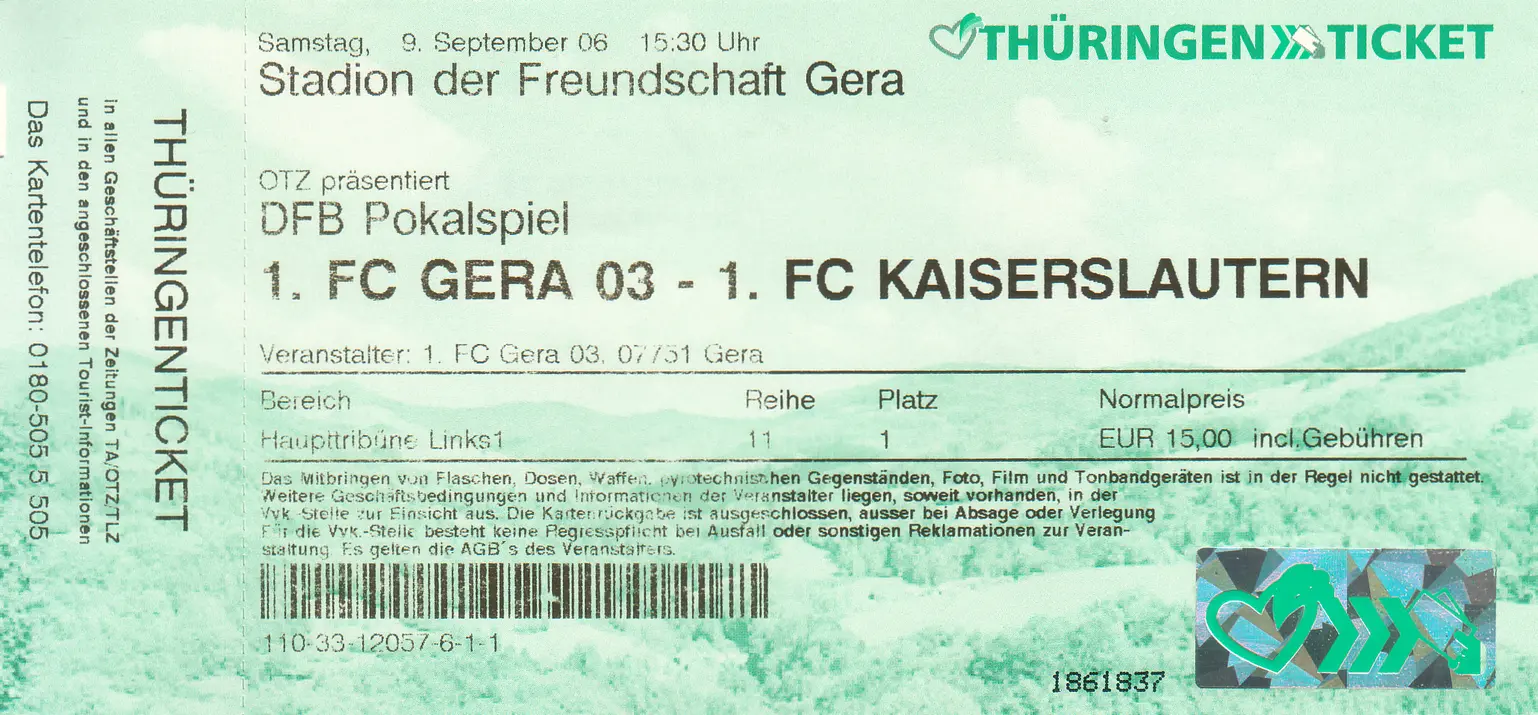 Samstag, 9. September 06 15:30 Uhr
THÜRINGEN TICKET
Stadion der Freundschaft Gera
OTZ präsentiert
DFB Pokalspiel
1. FC GERA 03 - 1. FC KAISERSLAUTERN
Veranstalter: 1. FC Gera 03, 07751 Gera
Bereich Reihe Platz Normalpreis
Haupttribüne Links1 11 1 EUR 15,00 incl.Gebühren
Das Mitbringen von Flaschen, Dosen, Waffen, pyrotechnischen Gegenständen, Foto, Film und Tonbandgeräten ist in der Regel nicht gestattet.
Weitere Geschäftsbedingungen und Informationen der Veranstalter liegen, soweit vorhanden, in der
Vvk.-Stelle zur Einsicht aus. Die Kartenrückgabe ist ausgeschlossen, ausser bei Absage oder Verlegung
Für die Vvk.-Stelle besteht keine Regresspflicht bei Ausfall oder sonstigen Reklamationen zur Veran-
staltung. Es gelten die AGB´s des Veranstalters.
110-33-12057-6-1-1
1861837
THÜRINGENTICKET
in allen Geschäftstellen der Zeitungen TA/OTZ/TLZ
und in den angeschlossenen Tourist-Informationen
Das Kartentelefon: 0180-505 5 505